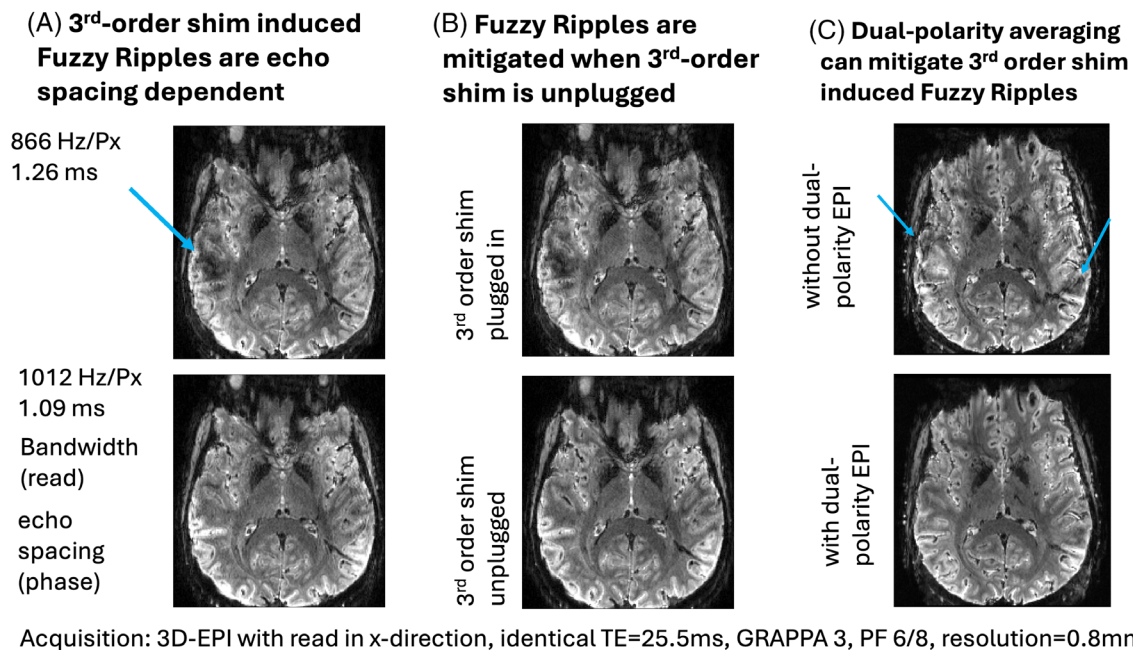 (A) 3rd-order shim induced
Fuzzy Ripples are echo
spacing dependent
866 Hz/Px
1.26 ms
1012 Hz/Px
1.09 ms
Bandwidth
(read)
echo
spacing
(phase)
(B) Fuzzy Ripples are
mitigated when 3rd-order
shim is unplugged
3rd order shim
plugged in
3rd order shim
unplugged
(C) Dual-polarity averaging
can mitigate 3rd order shim
induced Fuzzy Ripples
without dual-
polarity EPI
with dual-
polarity EPI
Acquisition: 3D-EPI with read in x-direction, identical TE=25.5ms, GRAPPA 3, PF 6/8, resolution=0.8mm